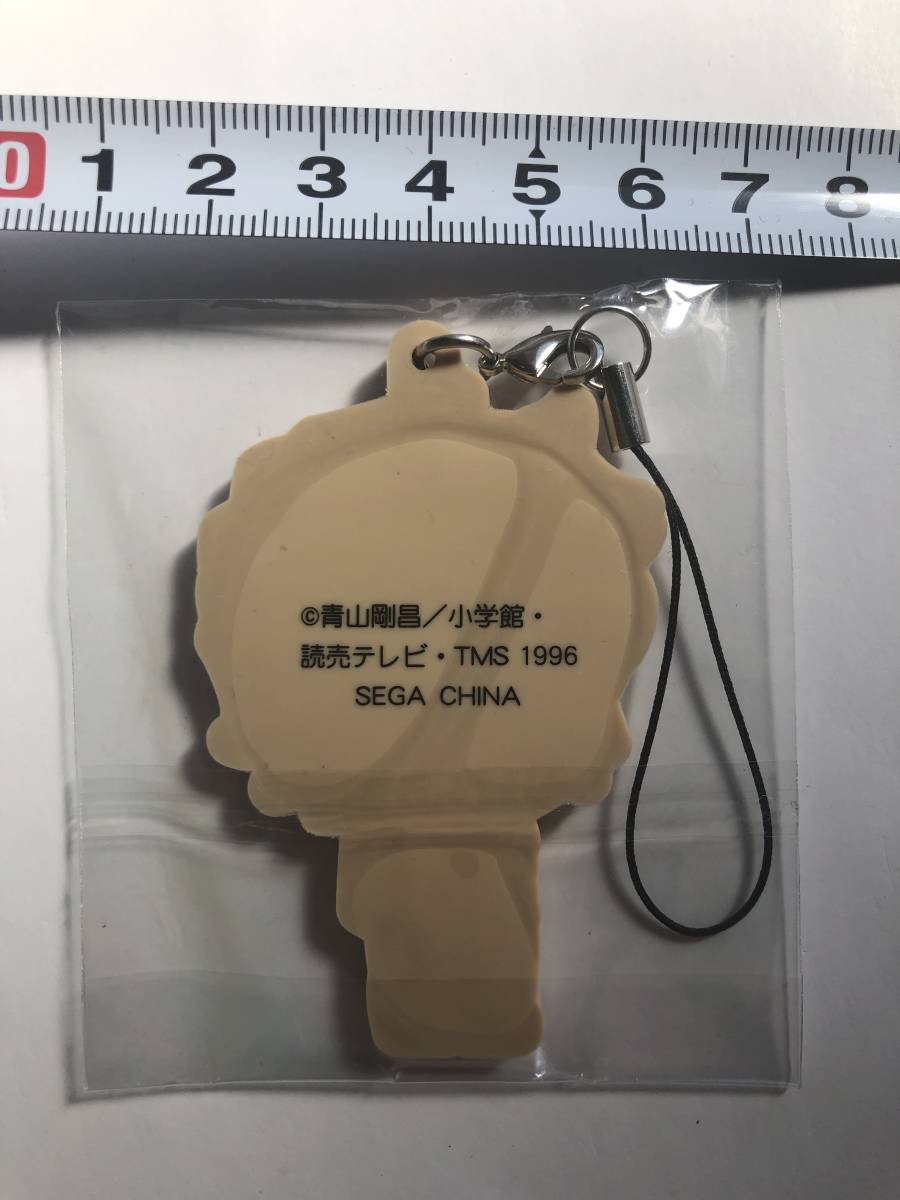 0 1 2 3 4 5 6 7 8
©青山剛昌／小学館・
読売テレビ・TMS 1996
SEGA CHINA